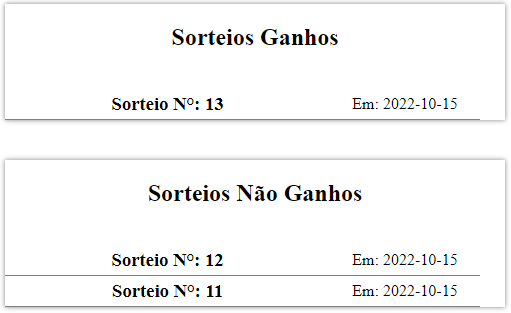 Sorteios Ganhos
Sorteio N°: 13 Em: 2022-10-15
Sorteios Não Ganhos
Sorteio N°: 12 Em: 2022-10-15
Sorteio N°: 11 Em: 2022-10-15